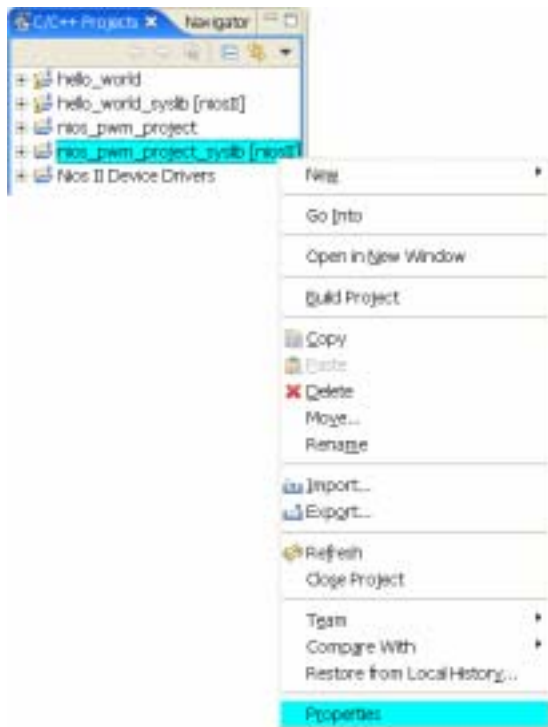 C/C++ Projects Navigator
hello_world
hello_world_syslib [niosII]
nios_pwm_project
nios_pwm_project_syslib [niosII]
Nios II Device Drivers
New
Go Into
Open in New Window
Build Project
Copy
Paste
Delete
Move...
Rename
Import...
Export...
Refresh
Close Project
Team
Compare With
Restore from Local History...
Properties